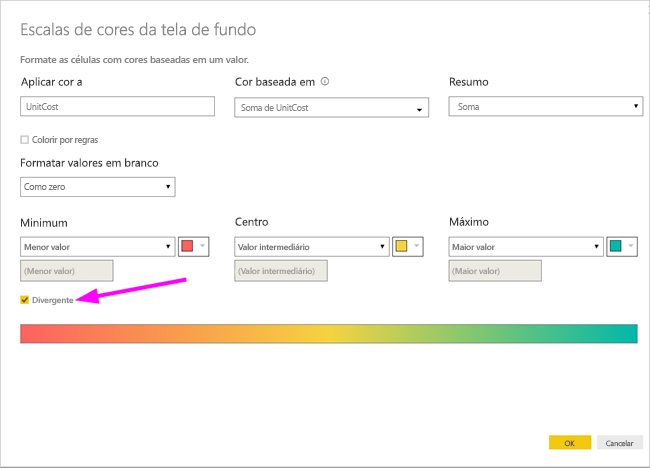 Escalas de cores da tela de fundo
Formate as células com cores baseadas em um valor.
Aplicar cor a
Cor baseada em
Resumo
UnitCost
Soma de UnitCost
Soma
Colorir por regras
Formatar valores em branco
Como zero
Minimum
Centro
Máximo
Menor valor
Valor intermediário
Maior valor
(Menor valor)
(Valor intermediário)
(Maior valor)
Divergente
OK
Cancelar